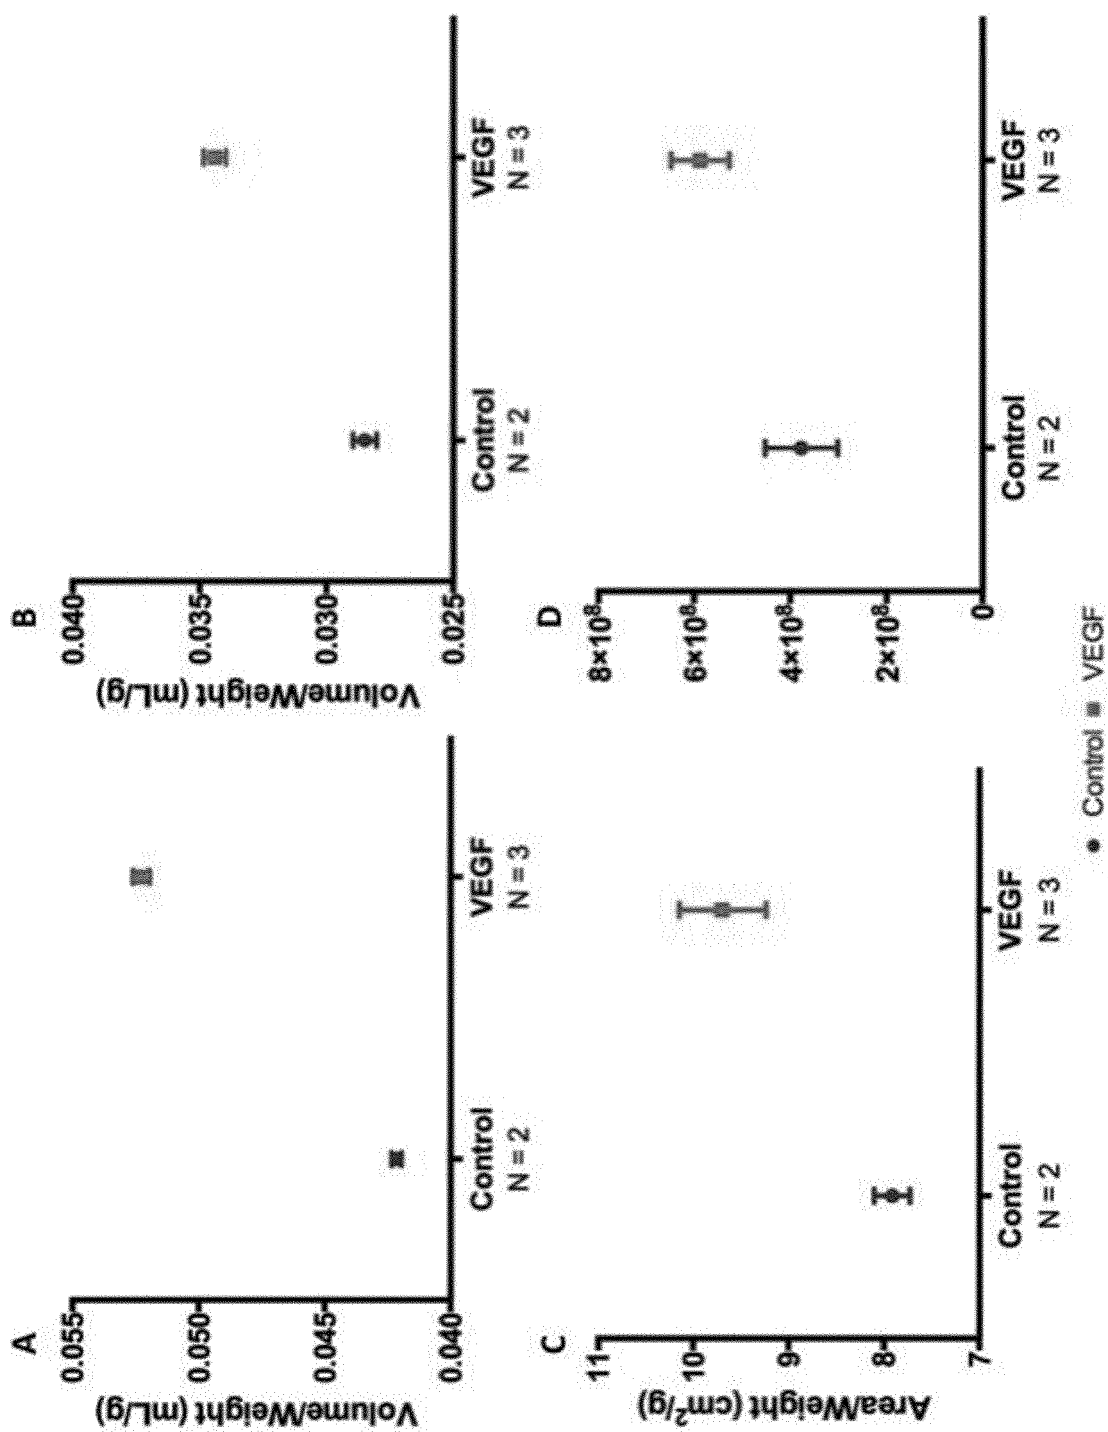 A
Volume/Weight (mL/g)
0.055
0.050
0.045
0.040
Control
N = 2
VEGF
N = 3
B
Volume/Weight (mL/g)
0.040
0.035
0.030
0.025
Control
N = 2
VEGF
N = 3
C
Area/Weight (cm²/g)
11
10
9
8
7
Control
N = 2
VEGF
N = 3
D
8×10⁸
6×10⁸
4×10⁸
2×10⁸
0
Control
N = 2
VEGF
N = 3
Control VEGF